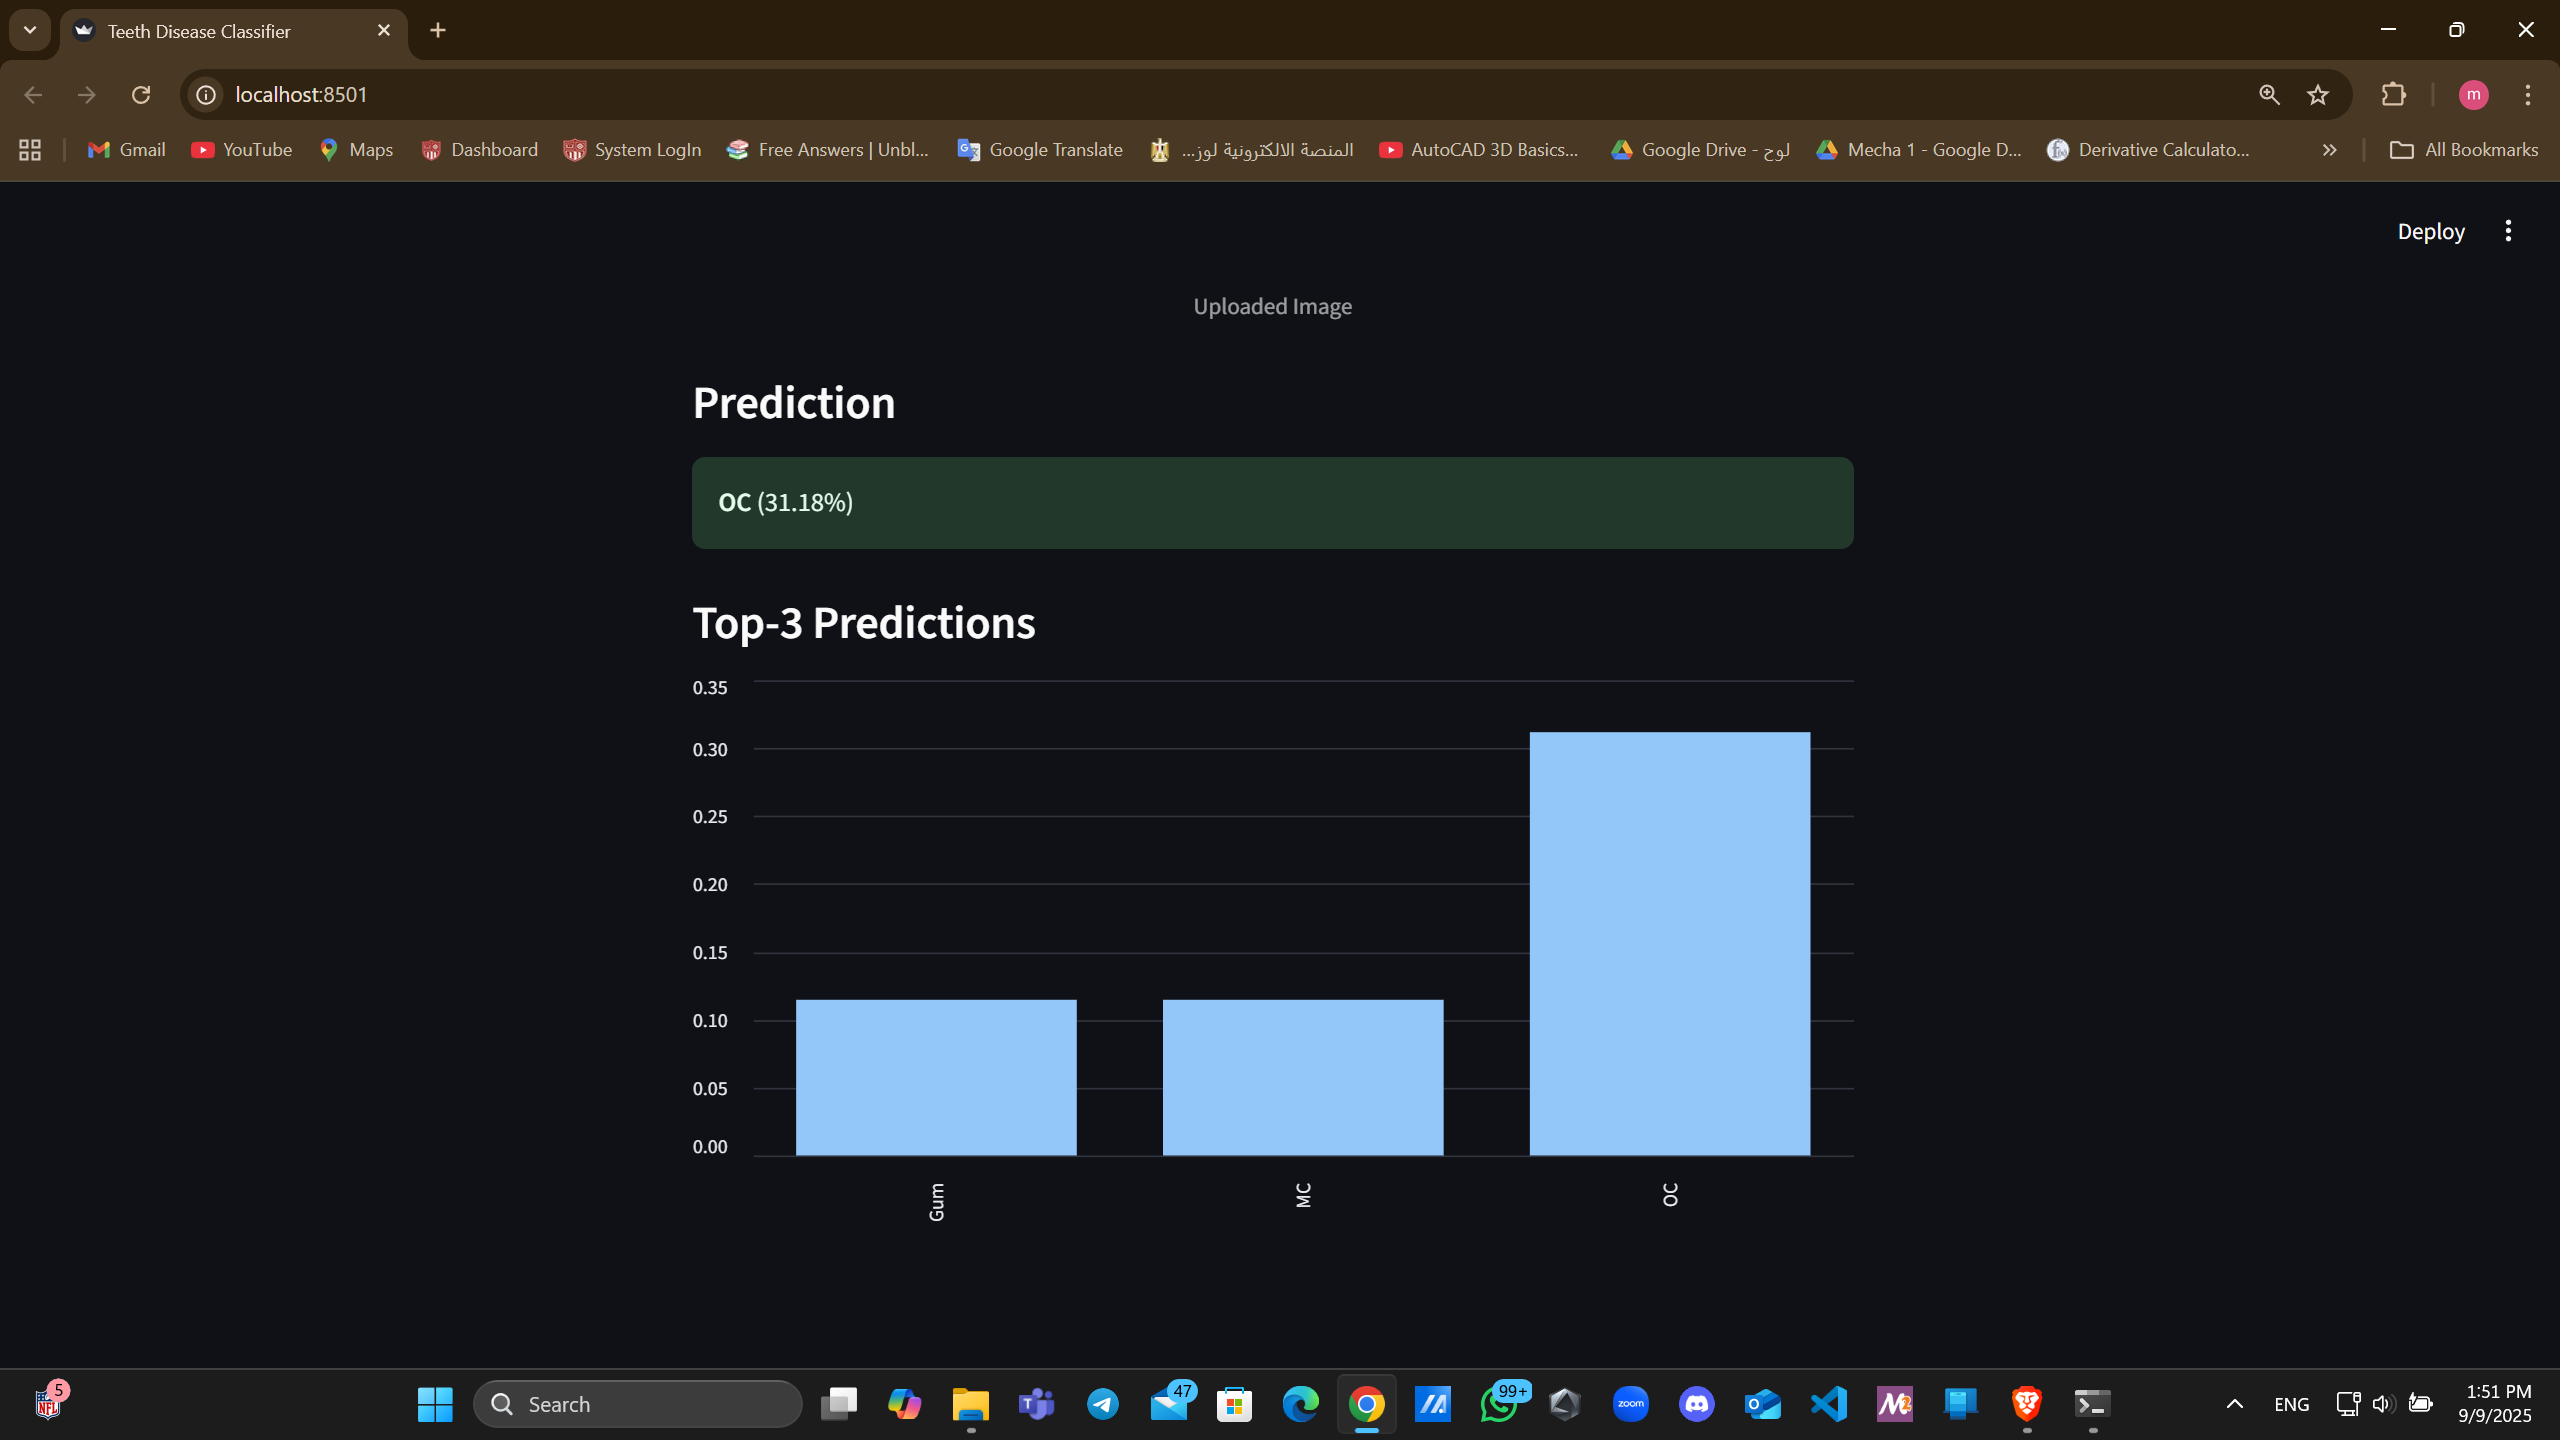 Teeth Disease Classifier
localhost:8501
m
Gmail YouTube Maps Dashboard System LogIn Free Answers | Unbl... Google Translate المنصة الالكترونية لوز... AutoCAD 3D Basics... Google Drive - لوح Mecha 1 - Google D... Derivative Calculato... All Bookmarks
Deploy
Uploaded Image
Prediction
OC (31.18%)
Top-3 Predictions
0.35
0.30
0.25
0.20
0.15
0.10
0.05
0.00
Gum MC OC
5
NFL
Search
47
99+
zoom
ENG
1:51 PM
9/9/2025